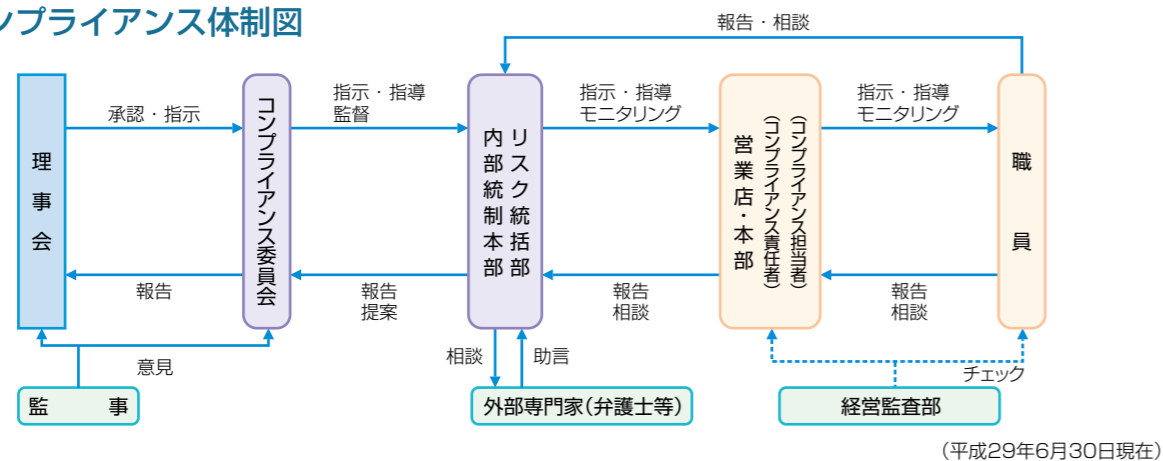 ンプライアンス体制図
報告・相談
承認・指示
指示・指導
監督
指示・指導
モニタリング
指示・指導
モニタリング
理事会
コンプライアンス委員会
リスク統括部
内部統制本部
(コンプライアンス担当者)
(コンプライアンス責任者)
営業店・本部
職員
報告
報告
提案
報告
相談
報告
相談
意見
相談
助言
チェック
監事
外部専門家(弁護士等)
経営監査部
(平成29年6月30日現在)